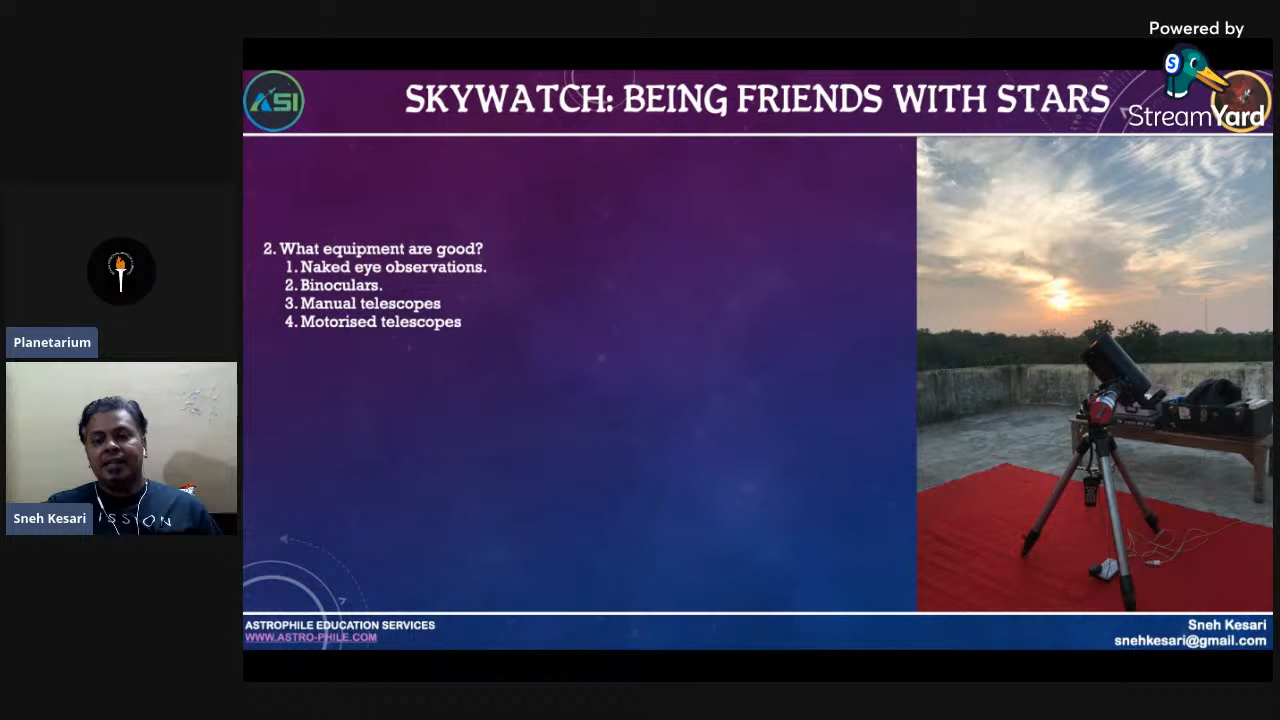 Powered by
StreamYard
ASI
SKYWATCH: BEING FRIENDS WITH STARS
2. What equipment are good?
1. Naked eye observations.
2. Binoculars.
3. Manual telescopes
4. Motorised telescopes
Planetarium
Sneh Kesari
ISSION
ASTROPHILE EDUCATION SERVICES
WWW.ASTRO-PHILE.COM
Sneh Kesari
snehkesari@gmail.com